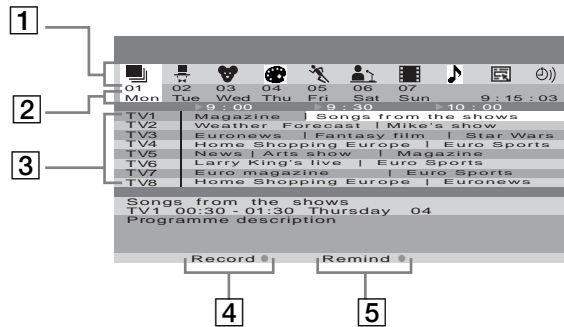 1
01 02 03 04 05 06 07
2
Mon Tue Wed Thu Fri Sat Sun 9:15:03
9:00 9:30 10:00
3
TV1 Magazine | Songs from the shows
TV2 Weather Forecast | Mike's show
TV3 Euronews | Fantasy film | Star Wars
TV4 Home Shopping Europe | Euro Sports
TV5 News | Arts show | Magazine
TV6 Larry King's live | Euro Sports
TV7 Euro magazine | Euro Sports
TV8 Home Shopping Europe | Euronews
Songs from the shows
TV1 00:30 - 01:30 Thursday 04
Programme description
Record Remind
4 5